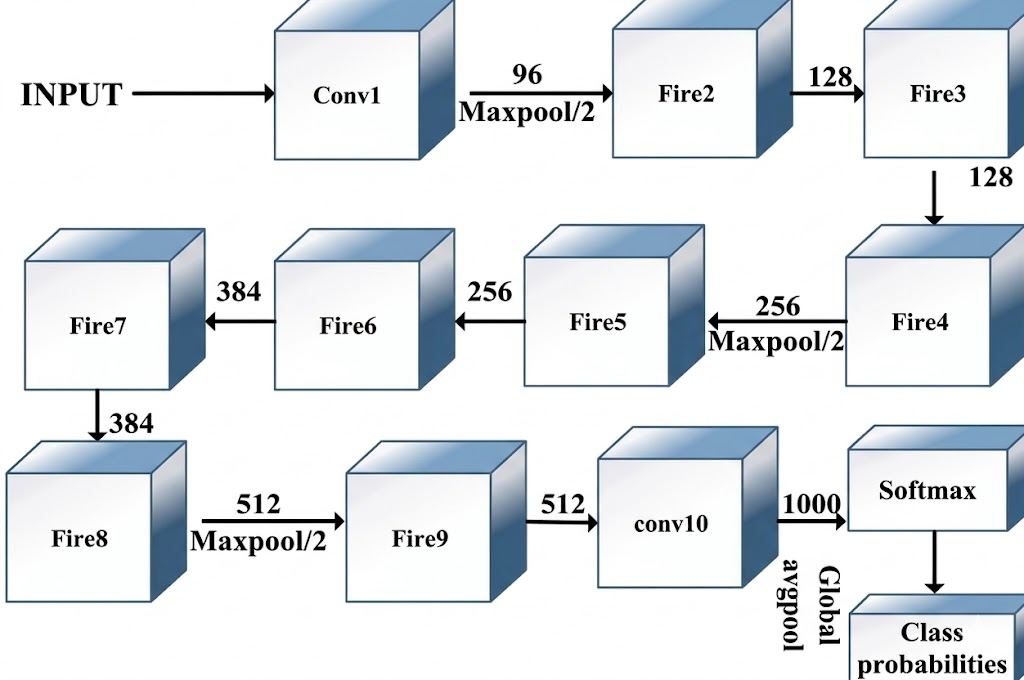 INPUT
Conv1
96
Maxpool/2
Fire2
128
Fire3
128
Fire4
256
Maxpool/2
Fire5
256
Fire6
384
Fire7
384
Fire8
512
Maxpool/2
Fire9
512
conv10
1000
Global
avgpool
Softmax
Class
probabilities